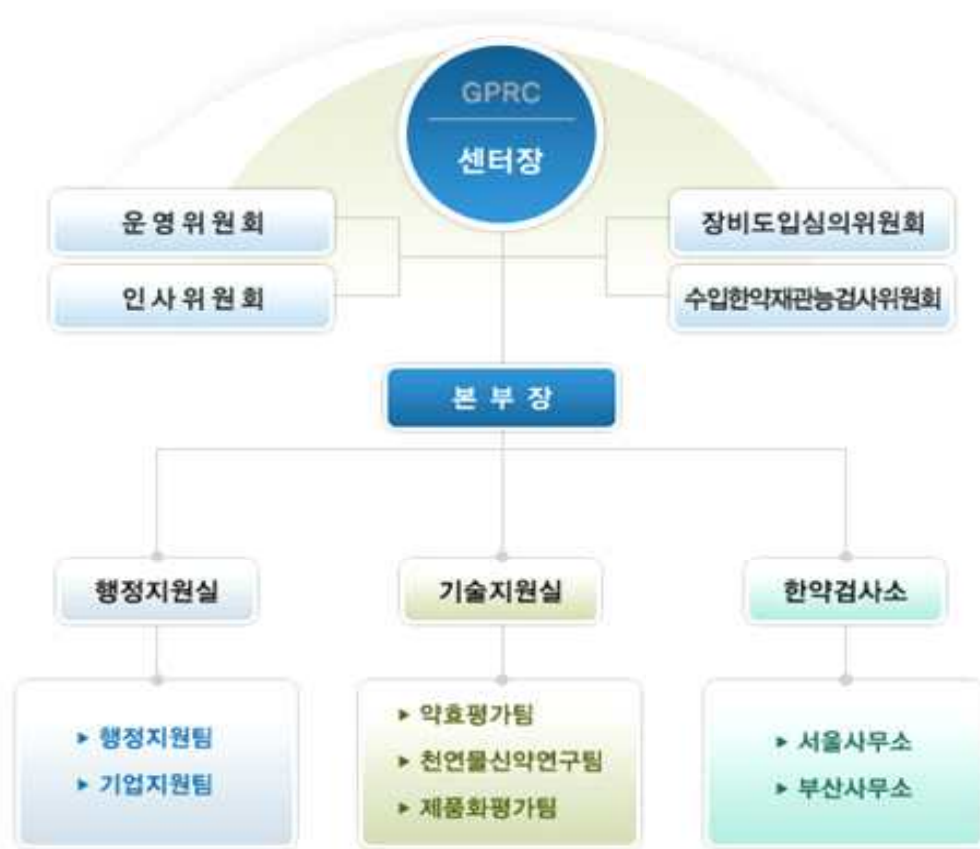 GPRC
센터장
운영위원회
장비도입심의위원회
인사위원회
수입한약재관능검사위원회
본부장
행정지원실
기술지원실
한약검사소
▶ 행정지원팀
▶ 기업지원팀
▶ 약효평가팀
▶ 천연물신약연구팀
▶ 제품화평가팀
▶ 서울사무소
▶ 부산사무소